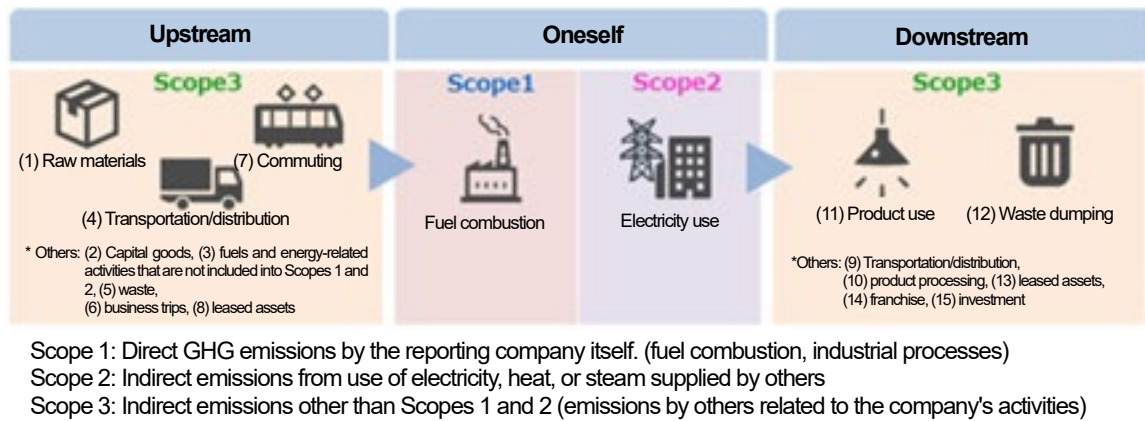 Upstream
Oneself
Downstream
Scope3
(1) Raw materials
(7) Commuting
(4) Transportation/distribution
* Others: (2) Capital goods, (3) fuels and energy-related
activities that are not included into Scopes 1 and
2, (5) waste,
(6) business trips, (8) leased assets
Scope1
Fuel combustion
Scope2
Electricity use
Scope3
(11) Product use
(12) Waste dumping
*Others: (9) Transportation/distribution,
(10) product processing, (13) leased assets,
(14) franchise, (15) investment
Scope 1: Direct GHG emissions by the reporting company itself. (fuel combustion, industrial processes)
Scope 2: Indirect emissions from use of electricity, heat, or steam supplied by others
Scope 3: Indirect emissions other than Scopes 1 and 2 (emissions by others related to the company's activities)